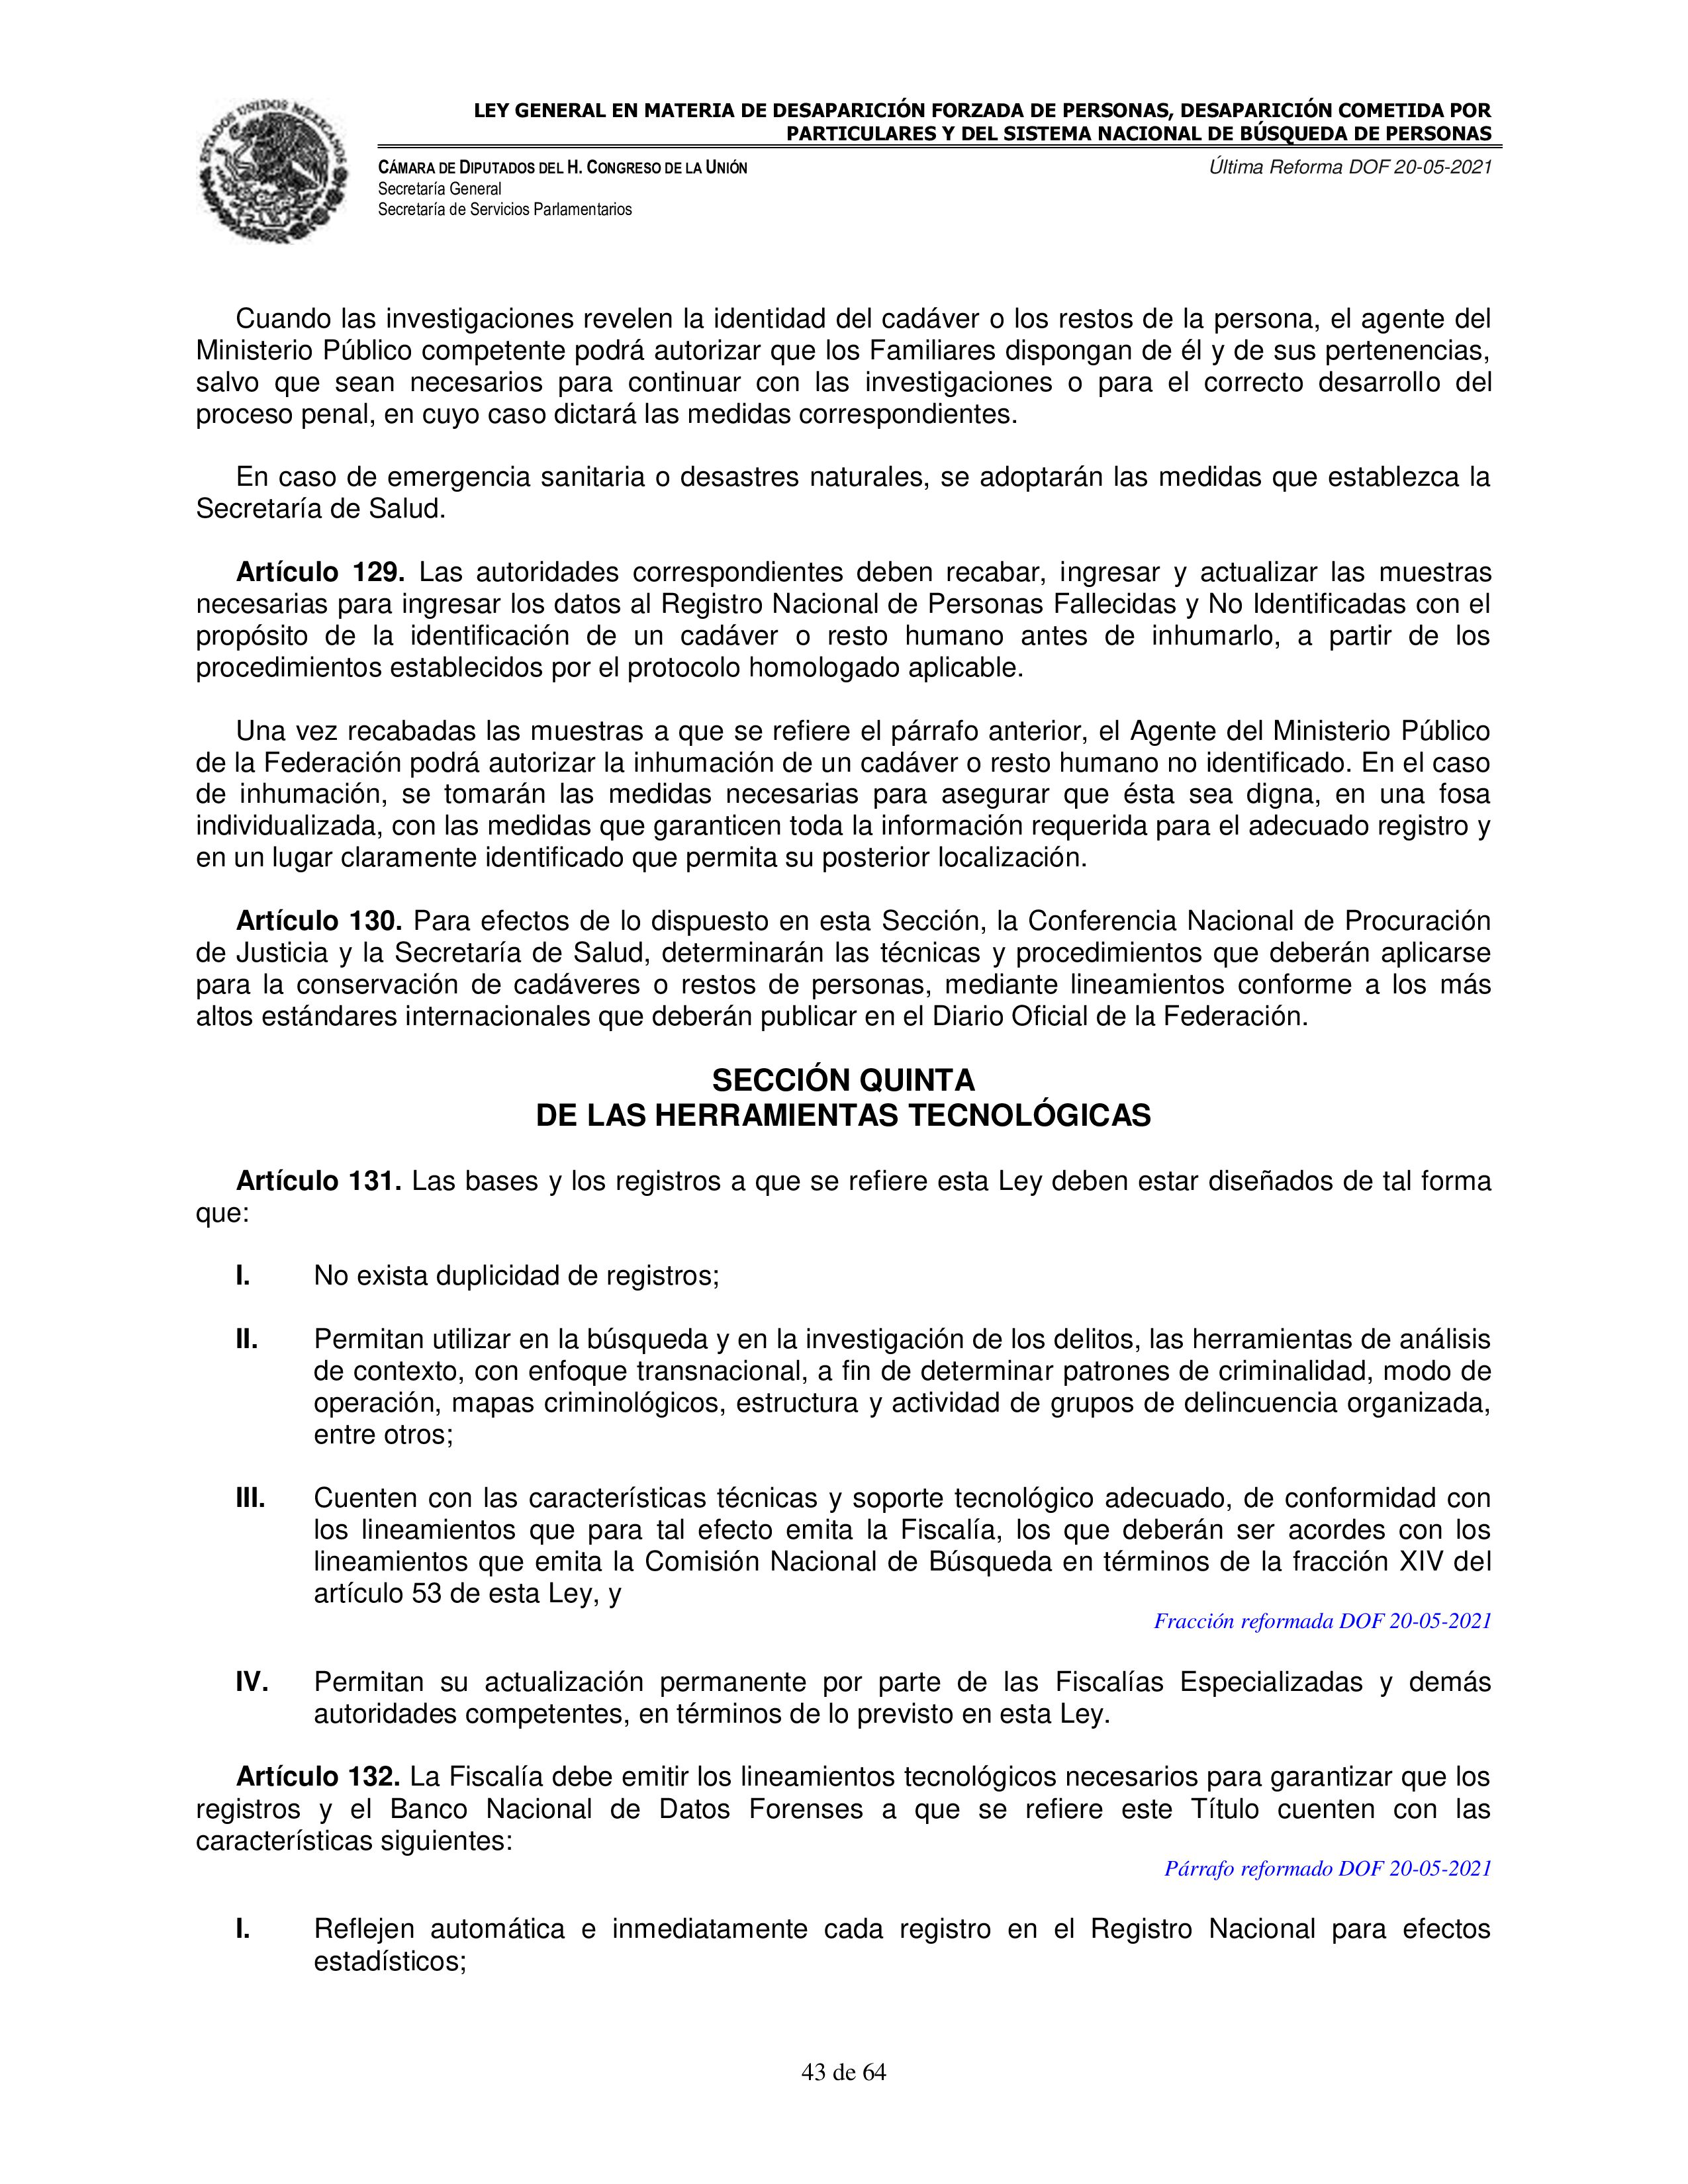 ESTADOS UNIDOS MEXICANOS
LEY GENERAL EN MATERIA DE DESAPARICIÓN FORZADA DE PERSONAS, DESAPARICIÓN COMETIDA POR
PARTICULARES Y DEL SISTEMA NACIONAL DE BÚSQUEDA DE PERSONAS
CÁMARA DE DIPUTADOS DEL H. CONGRESO DE LA UNIÓN
Última Reforma DOF 20-05-2021
Secretaría General
Secretaría de Servicios Parlamentarios
Cuando las investigaciones revelen la identidad del cadáver o los restos de la persona, el agente del
Ministerio Público competente podrá autorizar que los Familiares dispongan de él y de sus pertenencias,
salvo que sean necesarios para continuar con las investigaciones o para el correcto desarrollo del
proceso penal, en cuyo caso dictará las medidas correspondientes.
En caso de emergencia sanitaria o desastres naturales, se adoptarán las medidas que establezca la
Secretaría de Salud.
Artículo 129. Las autoridades correspondientes deben recabar, ingresar y actualizar las muestras
necesarias para ingresar los datos al Registro Nacional de Personas Fallecidas y No Identificadas con el
propósito de la identificación de un cadáver o resto humano antes de inhumarlo, a partir de los
procedimientos establecidos por el protocolo homologado aplicable.
Una vez recabadas las muestras a que se refiere el párrafo anterior, el Agente del Ministerio Público
de la Federación podrá autorizar la inhumación de un cadáver o resto humano no identificado. En el caso
de inhumación, se tomarán las medidas necesarias para asegurar que ésta sea digna, en una fosa
individualizada, con las medidas que garanticen toda la información requerida para el adecuado registro y
en un lugar claramente identificado que permita su posterior localización.
Artículo 130. Para efectos de lo dispuesto en esta Sección, la Conferencia Nacional de Procuración
de Justicia y la Secretaría de Salud, determinarán las técnicas y procedimientos que deberán aplicarse
para la conservación de cadáveres o restos de personas, mediante lineamientos conforme a los más
altos estándares internacionales que deberán publicar en el Diario Oficial de la Federación.
SECCIÓN QUINTA
DE LAS HERRAMIENTAS TECNOLÓGICAS
Artículo 131. Las bases y los registros a que se refiere esta Ley deben estar diseñados de tal forma
que:
I. No exista duplicidad de registros;
II. Permitan utilizar en la búsqueda y en la investigación de los delitos, las herramientas de análisis
de contexto, con enfoque transnacional, a fin de determinar patrones de criminalidad, modo de
operación, mapas criminológicos, estructura y actividad de grupos de delincuencia organizada,
entre otros;
III. Cuenten con las características técnicas y soporte tecnológico adecuado, de conformidad con
los lineamientos que para tal efecto emita la Fiscalía, los que deberán ser acordes con los
lineamientos que emita la Comisión Nacional de Búsqueda en términos de la fracción XIV del
artículo 53 de esta Ley, y
Fracción reformada DOF 20-05-2021
IV. Permitan su actualización permanente por parte de las Fiscalías Especializadas y demás
autoridades competentes, en términos de lo previsto en esta Ley.
Artículo 132. La Fiscalía debe emitir los lineamientos tecnológicos necesarios para garantizar que los
registros y el Banco Nacional de Datos Forenses a que se refiere este Título cuenten con las
características siguientes:
Párrafo reformado DOF 20-05-2021
I. Reflejen automática e inmediatamente cada registro en el Registro Nacional para efectos
estadísticos;
43 de 64